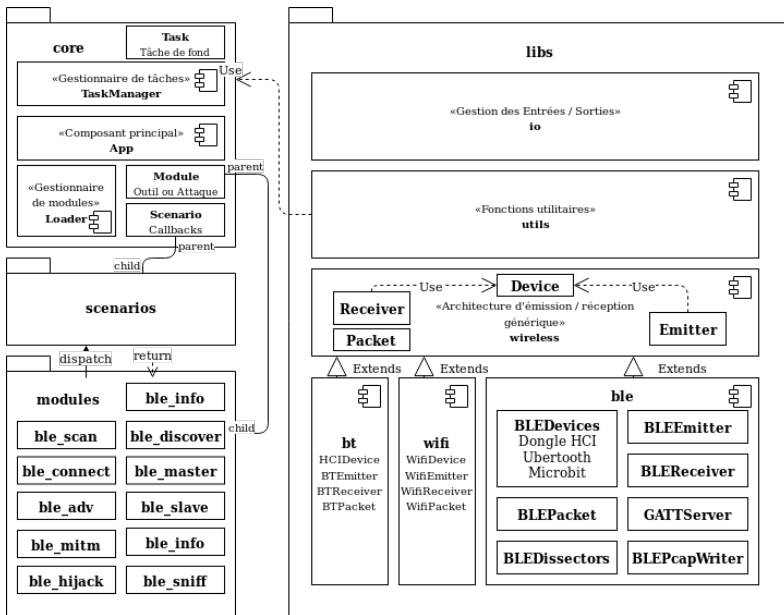 core
Task
Tâche de fond
«Gestionnaire de tâches»
TaskManager
Use
«Composant principal»
App
«Gestionnaire
de modules»
Loader
Module
Outil ou Attaque
parent
Scenario
Callbacks
parent
child
scenarios
dispatch
return
modules
ble_info
ble_scan
ble_discover
child
ble_connect
ble_master
ble_adv
ble_slave
ble_mitm
ble_info
ble_hijack
ble_sniff
libs
«Gestion des Entrées / Sorties»
io
«Fonctions utilitaires»
utils
Receiver
Use
Device
Use
Packet
«Architecture d'émission / réception
générique»
wireless
Emitter
Extends
Extends
Extends
bt
HCIDevice
BTEmitter
BTReceiver
BTPacket
wifi
WifiDevice
WifiEmitter
WifiReceiver
WifiPacket
ble
BLEDevices
Dongle HCI
Ubertooth
Microbit
BLEEmitter
BLEReceiver
BLEPacket
GATTServer
BLEDissectors
BLEPcapWriter